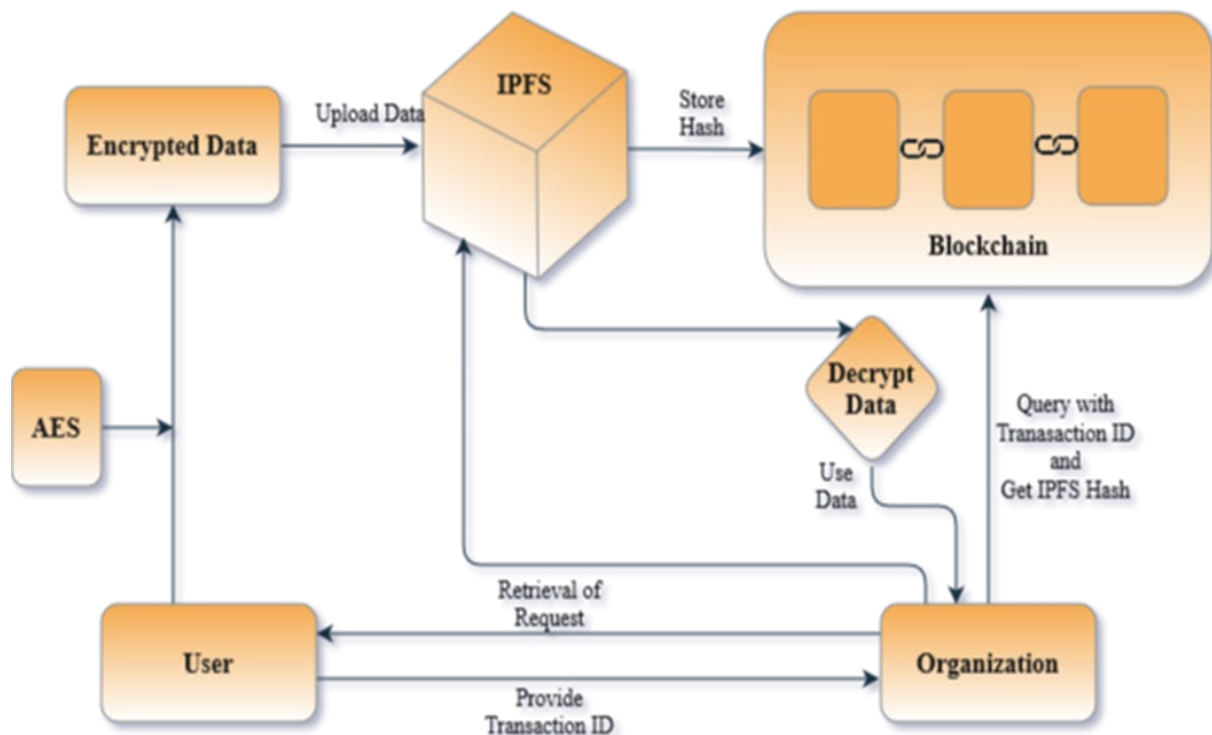 IPFS
Upload Data
Store
Hash
Encrypted Data
Blockchain
Decrypt
Data
AES
Query with
Tranasaction ID
and
Get IPFS Hash
Use
Data
Retrieval of
Request
User
Organization
Provide
Transaction ID